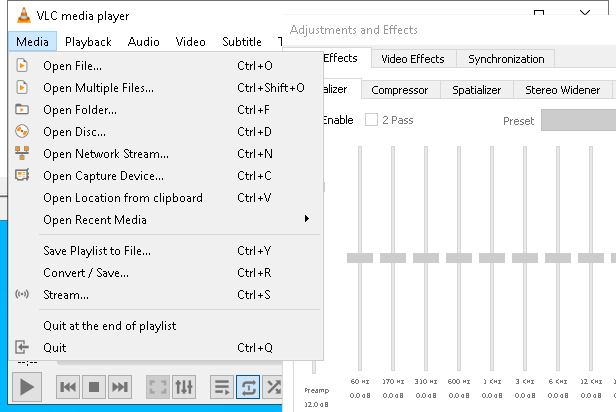 VLC media player
Media Playback Audio Video Subtitle T
Adjustments and Effects
Effects Video Effects Synchronization
alizer Compressor Spatializer Stereo Widener
Enable 2 Pass Preset
Open File... Ctrl+O
Open Multiple Files... Ctrl+Shift+O
Open Folder... Ctrl+F
Open Disc... Ctrl+D
Open Network Stream... Ctrl+N
Open Capture Device... Ctrl+C
Open Location from clipboard Ctrl+V
Open Recent Media
Save Playlist to File... Ctrl+Y
Convert / Save... Ctrl+R
Stream... Ctrl+S
Quit at the end of playlist
Quit Ctrl+Q
--:--
60 Hz 170 Hz 310 Hz 600 Hz 1 KHz 3 KHz 6 KHz 12 KHz
Preamp 0.0 dB 0.0 dB 0.0 dB 0.0 dB 0.0 dB 0.0 dB 0.0 dB 0.0 dB
12.0 dB